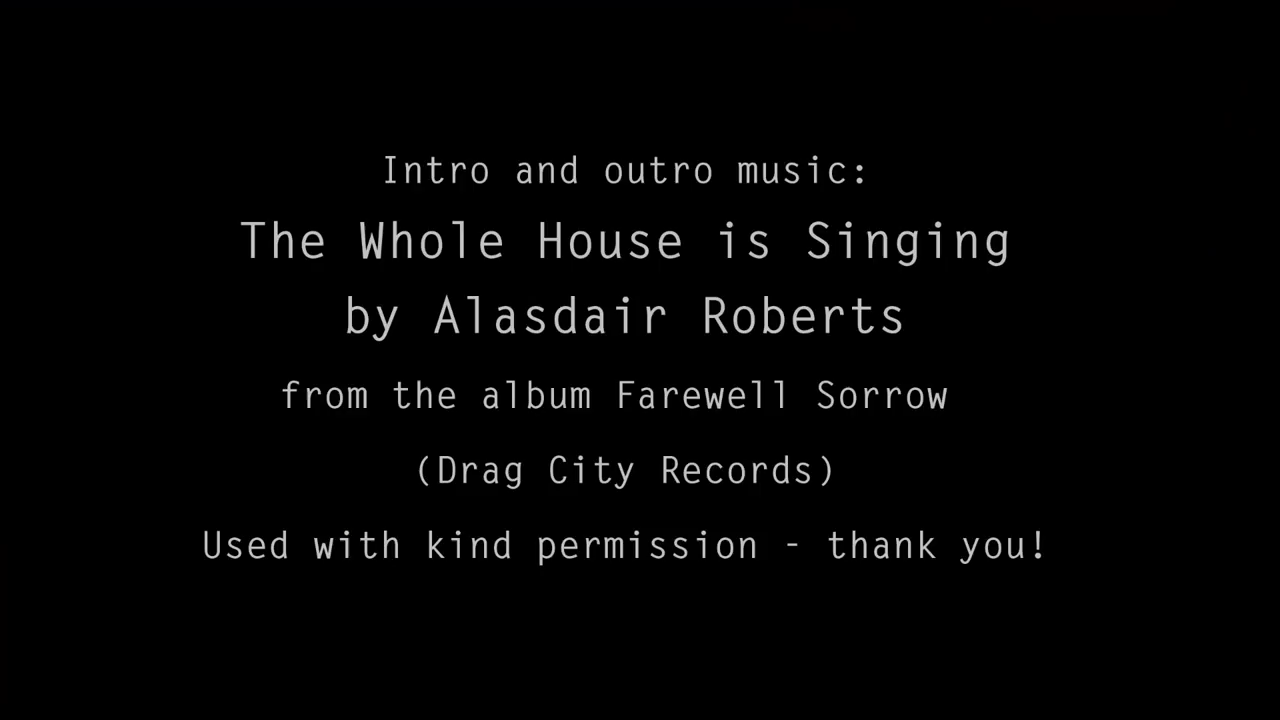 Intro and outro music:
The Whole House is Singing
by Alasdair Roberts
from the album Farewell Sorrow
(Drag City Records)
Used with kind permission - thank you!